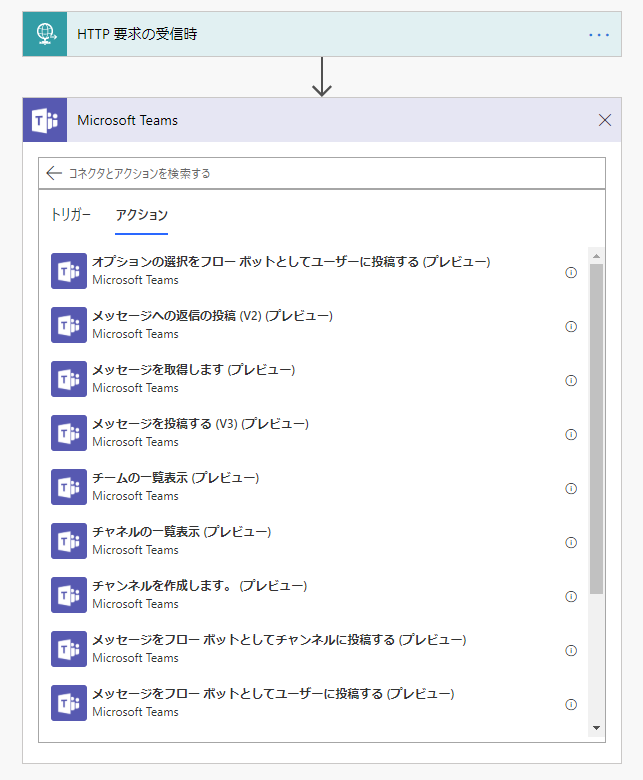 HTTP 要求の受信時
Microsoft Teams
コネクタとアクションを検索する
トリガー アクション
オプションの選択をフロー ボットとしてユーザーに投稿する (プレビュー)
Microsoft Teams
メッセージへの返信の投稿 (V2) (プレビュー)
Microsoft Teams
メッセージを取得します (プレビュー)
Microsoft Teams
メッセージを投稿する (V3) (プレビュー)
Microsoft Teams
チームの一覧表示 (プレビュー)
Microsoft Teams
チャネルの一覧表示 (プレビュー)
Microsoft Teams
チャンネルを作成します。 (プレビュー)
Microsoft Teams
メッセージをフロー ボットとしてチャンネルに投稿する (プレビュー)
Microsoft Teams
メッセージをフロー ボットとしてユーザーに投稿する (プレビュー)
Microsoft Teams